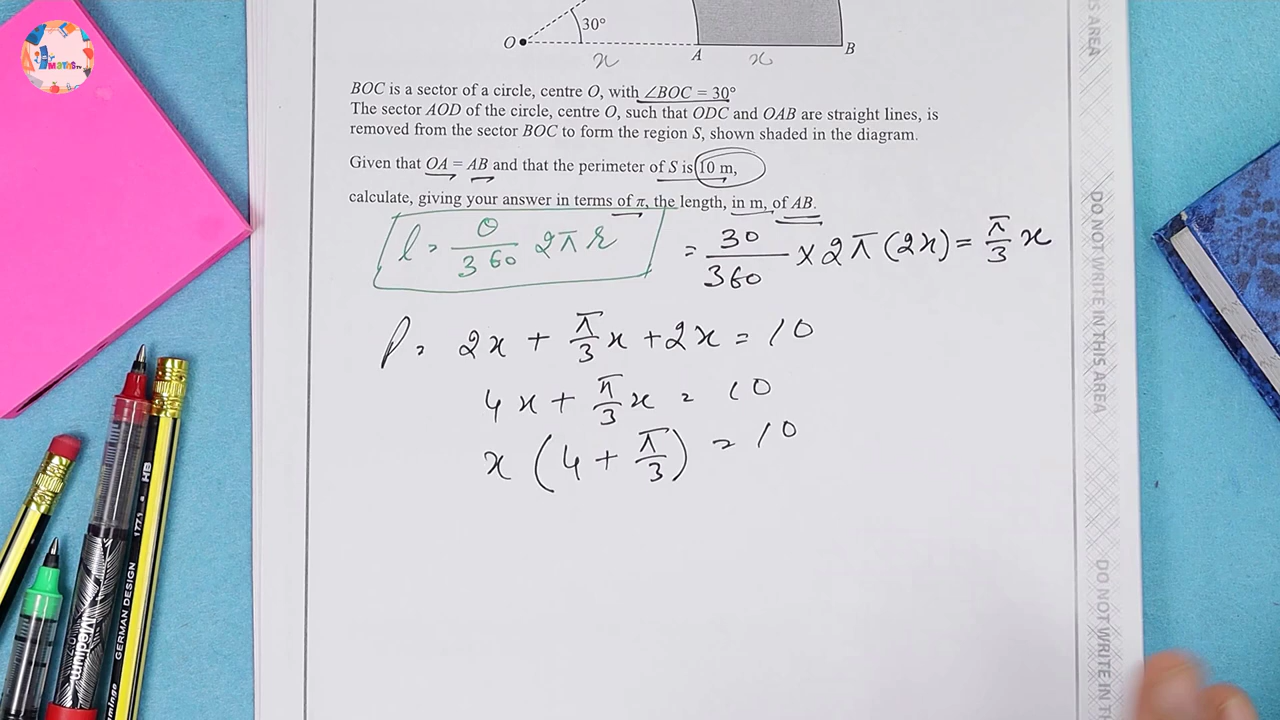 MATHS TV
30°
O
A
B
x
x
BOC is a sector of a circle, centre O, with ∠BOC = 30°
The sector AOD of the circle, centre O, such that ODC and OAB are straight lines, is
removed from the sector BOC to form the region S, shown shaded in the diagram.
Given that OA = AB and that the perimeter of S is 10 m,
calculate, giving your answer in terms of π, the length, in m, of AB.
l = θ/360 2πr = 30/360 × 2π(2x) = π/3 x
P = 2x + π/3 x + 2x = 10
4x + π/3 x = 10
x (4 + π/3) = 10
S AREA
DO NOT WRITE IN THIS AREA
DO NOT WRITE IN T
HB
177.1
GERMAN DESIGN